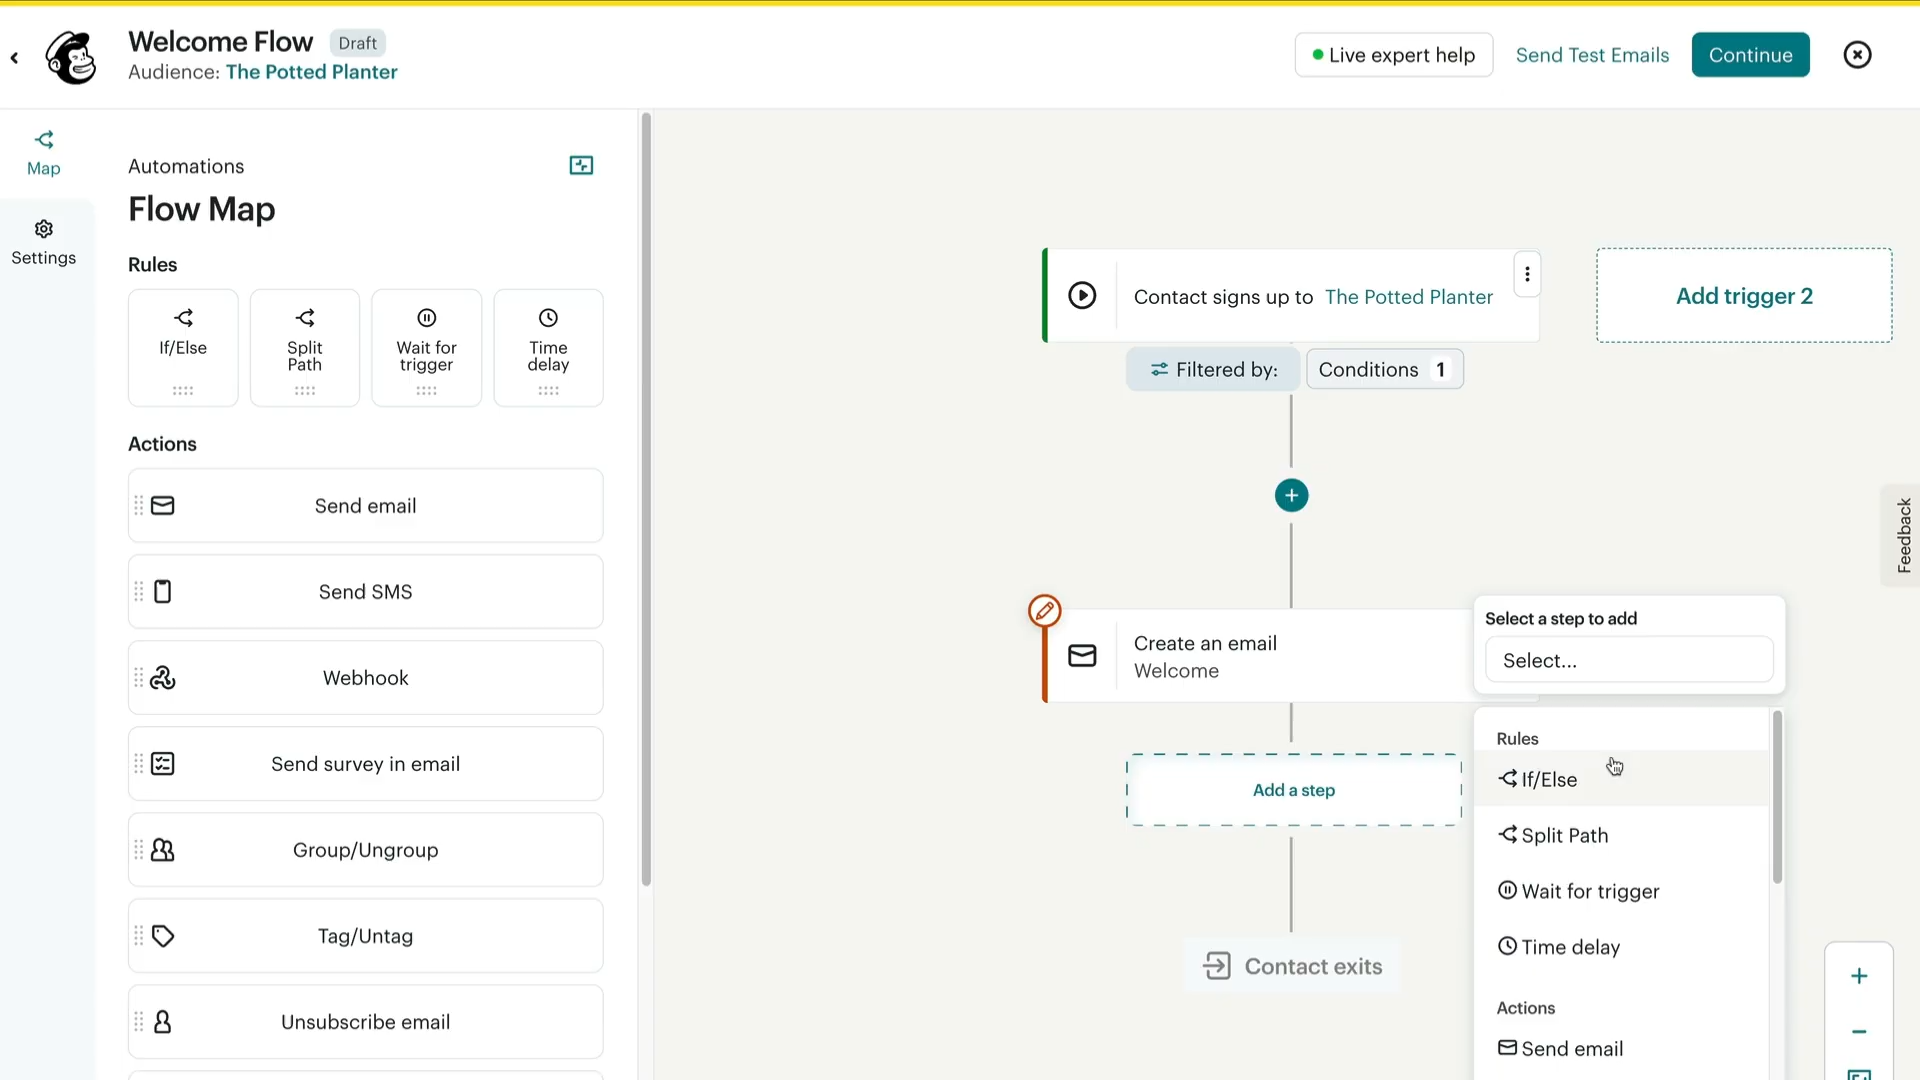 Welcome Flow
Draft
Audience: The Potted Planter
Live expert help
Send Test Emails
Continue
Map
Settings
Automations
Flow Map
Rules
If/Else
Split
Path
Wait for
trigger
Time
delay
Actions
Send email
Send SMS
Webhook
Send survey in email
Group/Ungroup
Tag/Untag
Unsubscribe email
Contact signs up to The Potted Planter
Add trigger 2
Filtered by:
Conditions 1
Create an email
Welcome
Add a step
Contact exits
Select a step to add
Select...
Rules
If/Else
Split Path
Wait for trigger
Time delay
Actions
Send email
Feedback